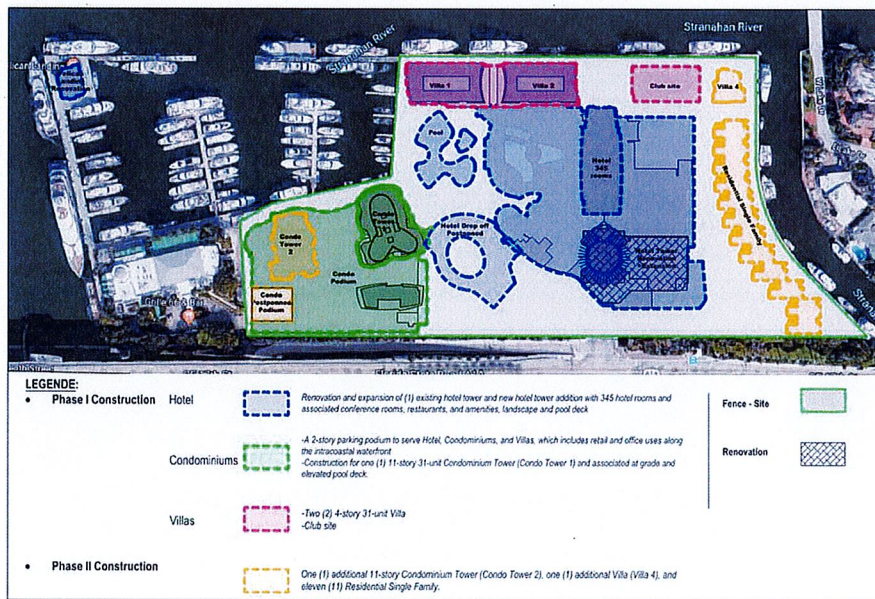 Stranahan River
Stranahan River
Renovation
Villa 1
Villa 2
Club site
Villa 4
Pool
Hotel
345
rooms
Residential Single Family
Condo
Tower
Condo
Tower
2
Hotel Drop off
Postponed
Hotel Tower
Condo
Podium
Condo
Postponned
Podium
LEGENDE:
• Phase I Construction
Hotel
Renovation and expansion of (1) existing hotel tower and new hotel tower addition with 345 hotel rooms and
associated conference rooms, restaurants, and amenities, landscape and pool deck
Fence - Site
Condominiums
-A 2-story parking podium to serve Hotel, Condominiums, and Villas, which includes retail and office uses along
the intracoastal waterfront
-Construction for one (1) 11-story 31-unit Condominium Tower (Condo Tower 1) and associated at grade and
elevated pool deck.
Renovation
Villas
-Two (2) 4-story 31-unit Villa
-Club site
• Phase II Construction
One (1) additional 11-story Condominium Tower (Condo Tower 2), one (1) additional Villa (Villa 4), and
eleven (11) Residential Single Family.